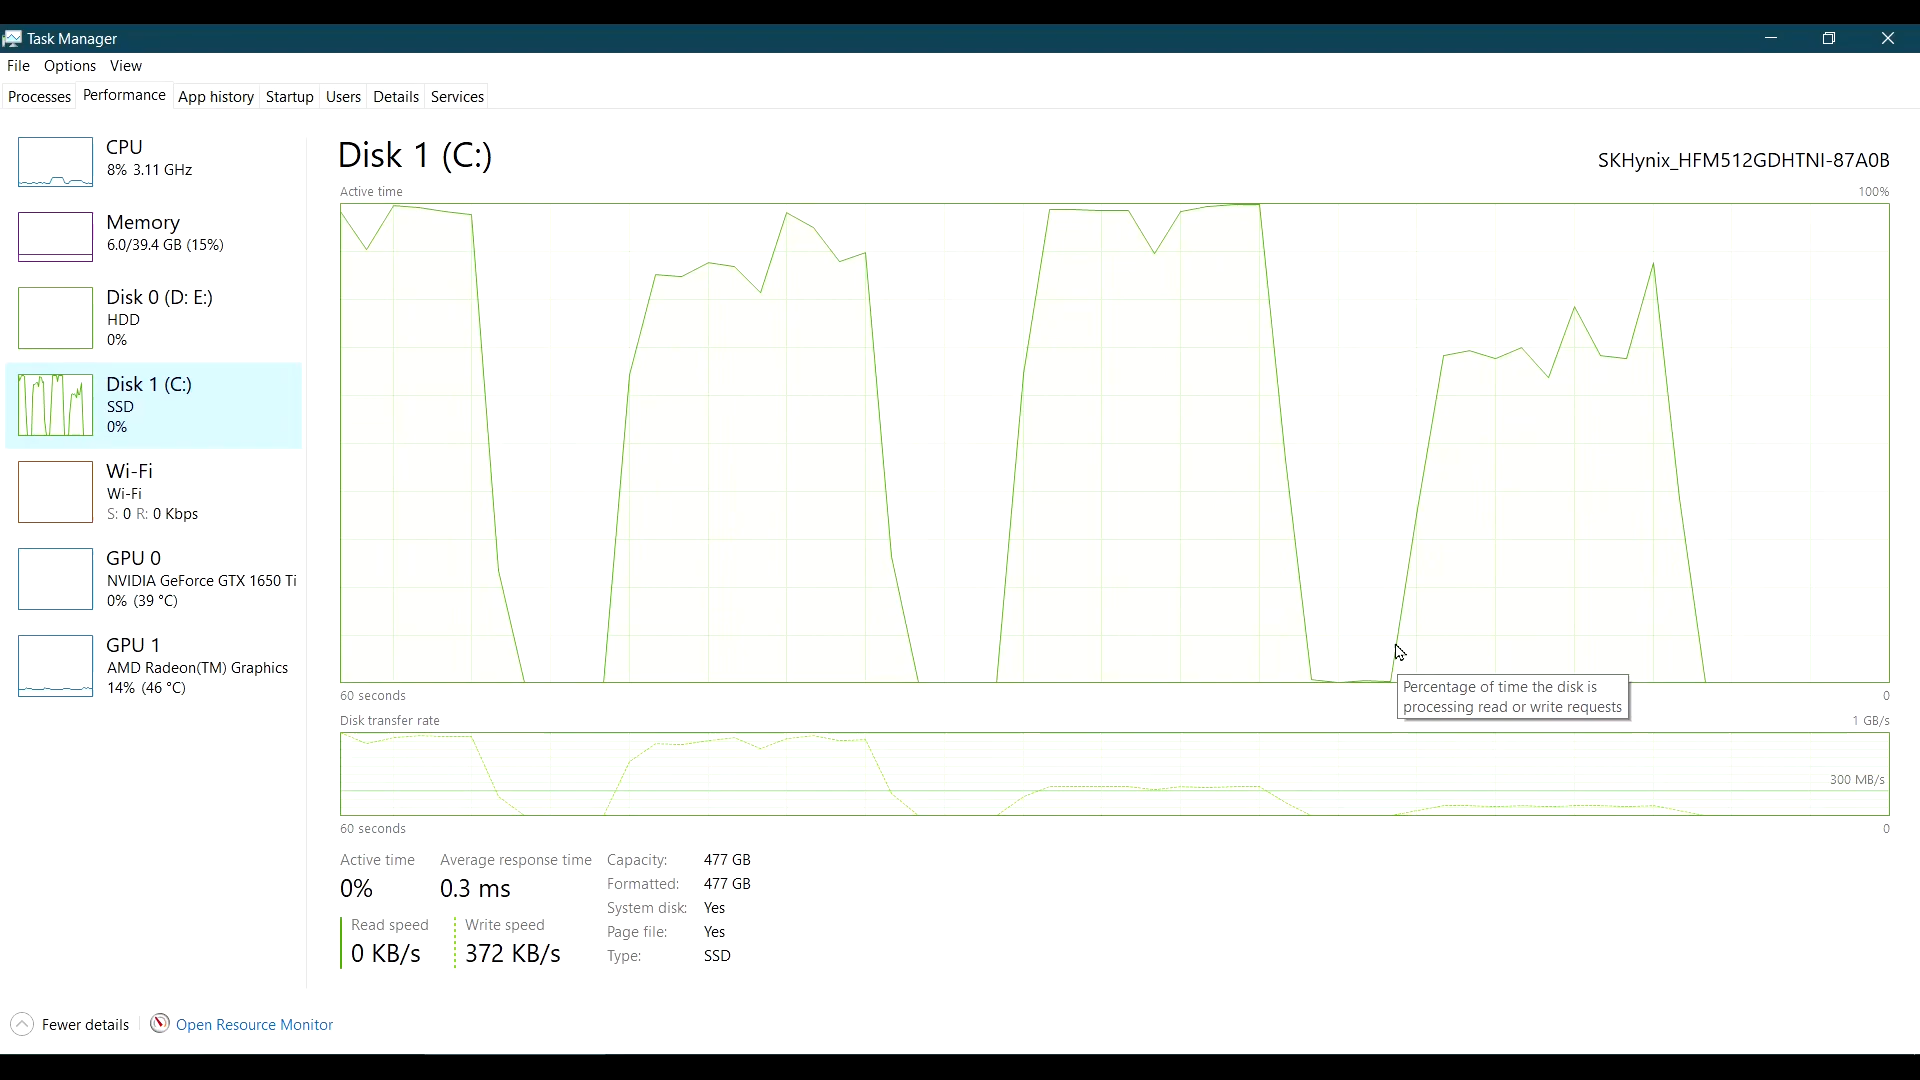 Task Manager
File Options View
Processes Performance App history Startup Users Details Services
CPU
8% 3.11 GHz
Memory
6.0/39.4 GB (15%)
Disk 0 (D: E:)
HDD
0%
Disk 1 (C:)
SSD
0%
Wi-Fi
Wi-Fi
S: 0 R: 0 Kbps
GPU 0
NVIDIA GeForce GTX 1650 Ti
0% (39 °C)
GPU 1
AMD Radeon(TM) Graphics
14% (46 °C)
Disk 1 (C:)
SKHynix_HFM512GDHTNI-87A0B
Active time 100%
60 seconds 0
Percentage of time the disk is
processing read or write requests
Disk transfer rate 1 GB/s
300 MB/s
60 seconds 0
Active time Average response time
0% 0.3 ms
Read speed Write speed
0 KB/s 372 KB/s
Capacity: 477 GB
Formatted: 477 GB
System disk: Yes
Page file: Yes
Type: SSD
Fewer details Open Resource Monitor